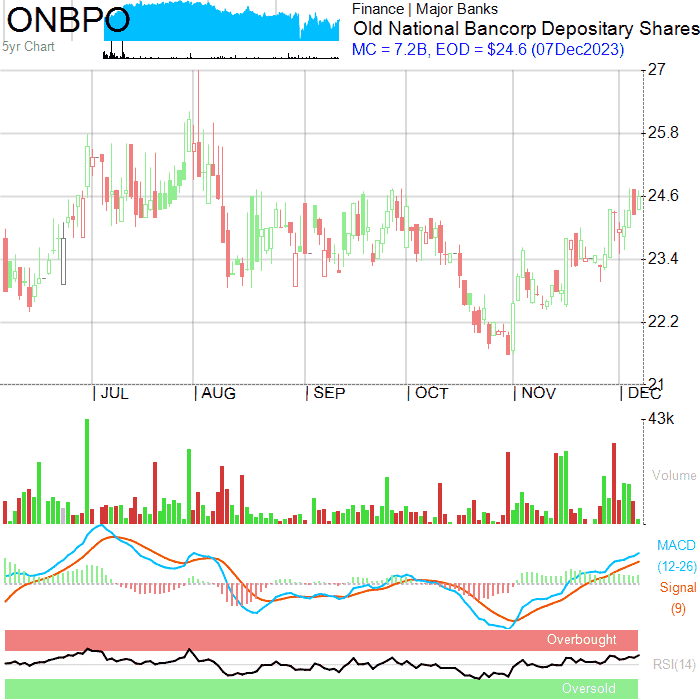 ONBPO
5yr Chart
Finance | Major Banks
Old National Bancorp Depositary Shares
MC = 7.2B, EOD = $24.6 (07Dec2023)
27
25.8
24.6
23.4
22.2
21
| JUL | AUG | SEP | OCT | NOV | DEC
43k
Volume
MACD
(12-26)
Signal
(9)
Overbought
RSI(14)
Oversold